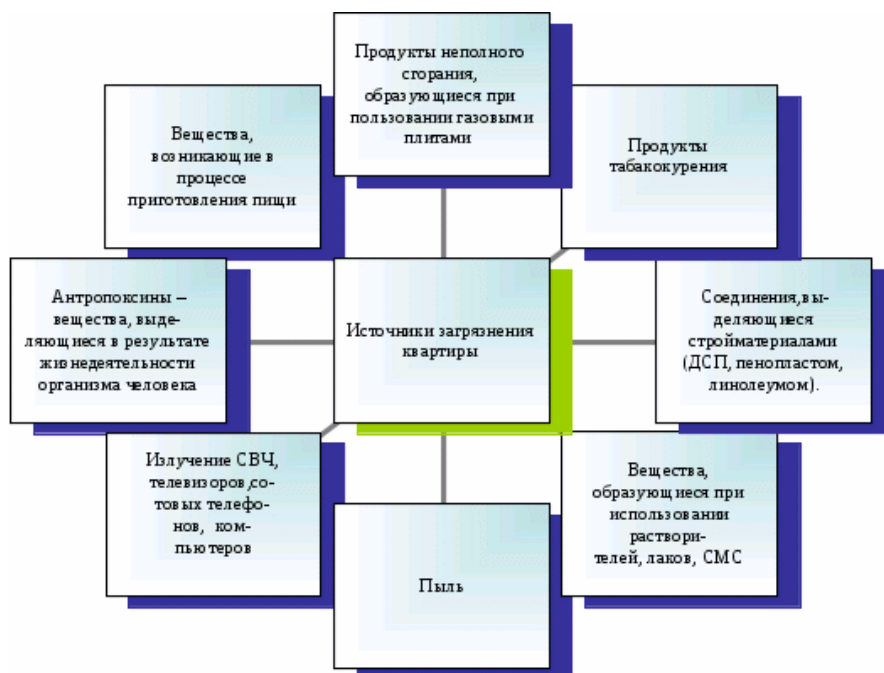 Продукты неполного
сгорания,
образующиеся при
пользовании газовыми
плитами
Вещества,
возникающие в
процессе
приготовления пищи
Продукты
табакокурения
Антропоксины –
вещества, выде-
ляющиеся в результате
жизнедеятельности
организма человека
Источники загрязнения
квартиры
Соединения,вы-
деляющиеся
стройматериалами
(ДСП, пенопластом,
линолеумом).
Излучение СВЧ,
телевизоров,со-
товых телефо-
нов, ком-
пьютеров
Вещества,
образующиеся при
использовании
раствори-
телей, лаков, СМС
Пыль